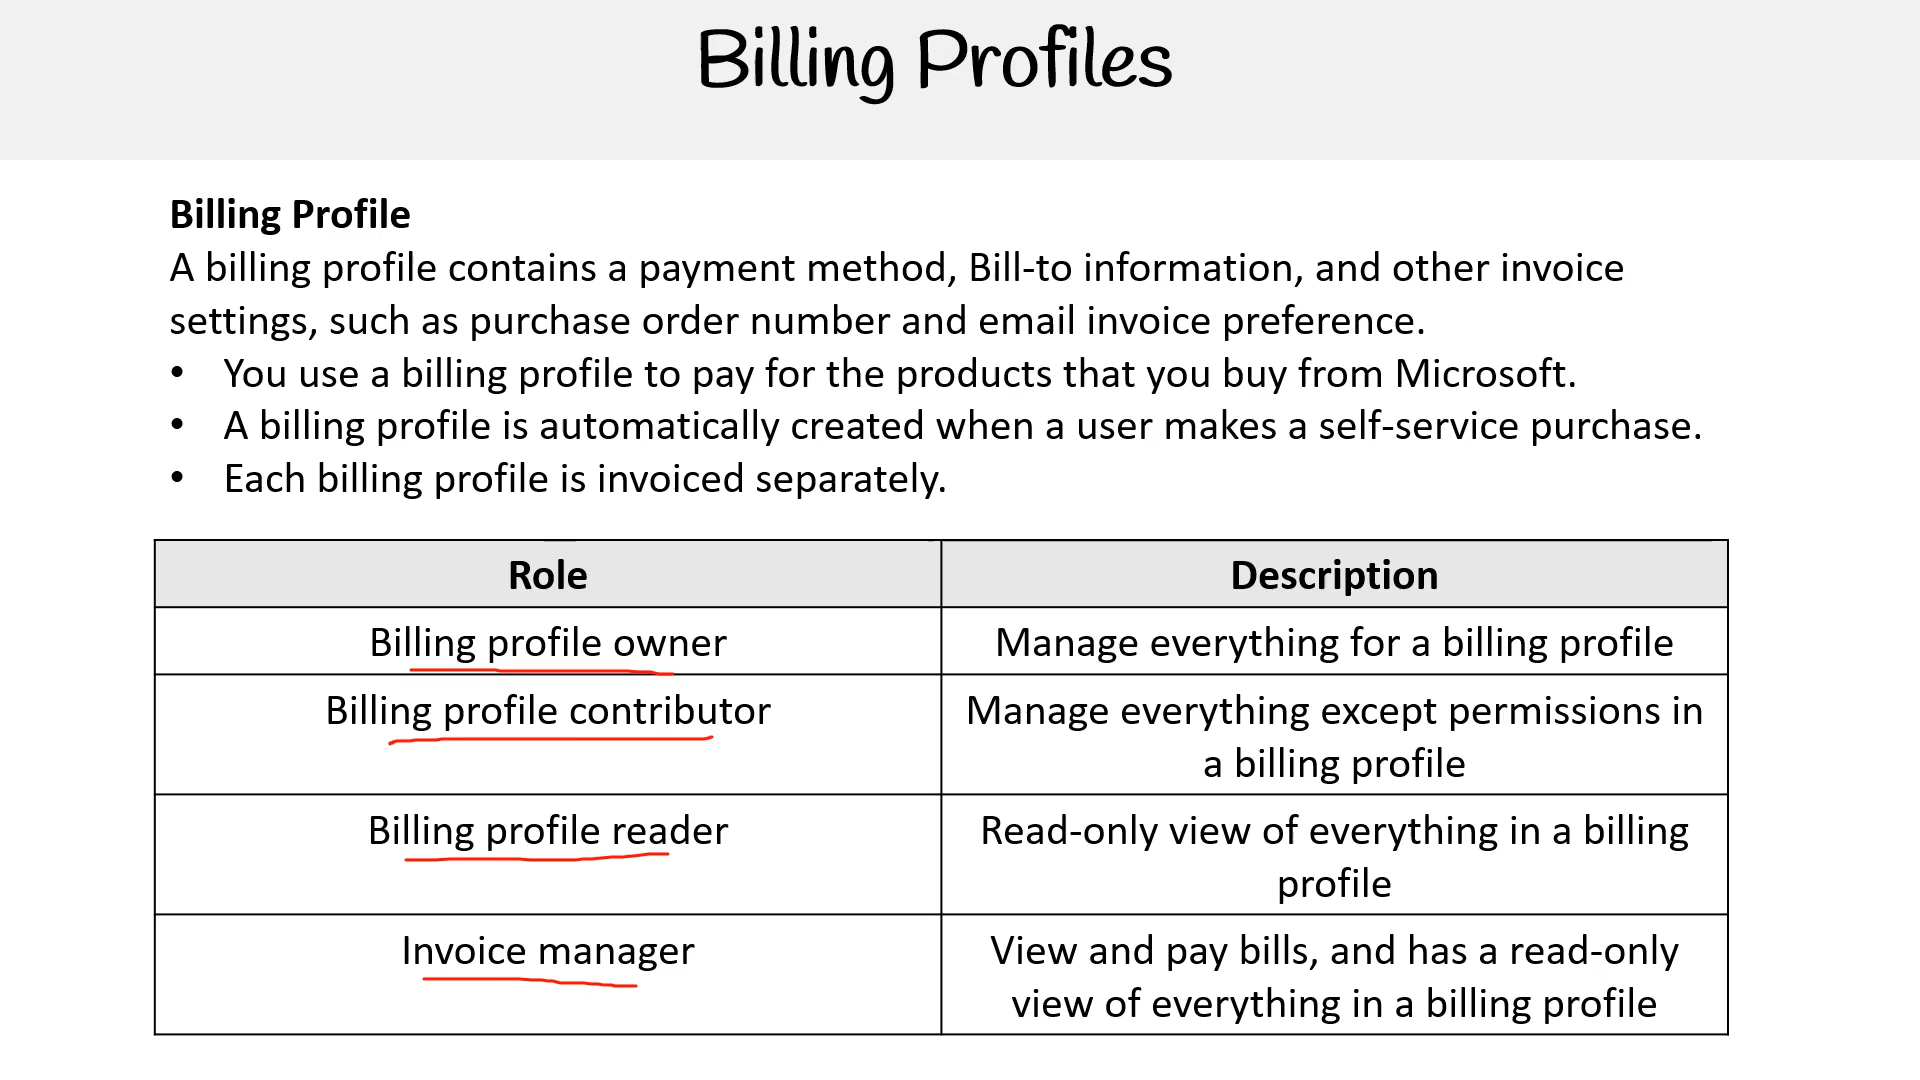 Billing Profiles
Billing Profile
A billing profile contains a payment method, Bill-to information, and other invoice
settings, such as purchase order number and email invoice preference.
• You use a billing profile to pay for the products that you buy from Microsoft.
• A billing profile is automatically created when a user makes a self-service purchase.
• Each billing profile is invoiced separately.
Role Description
Billing profile owner Manage everything for a billing profile
Billing profile contributor Manage everything except permissions in
a billing profile
Billing profile reader Read-only view of everything in a billing
profile
Invoice manager View and pay bills, and has a read-only
view of everything in a billing profile